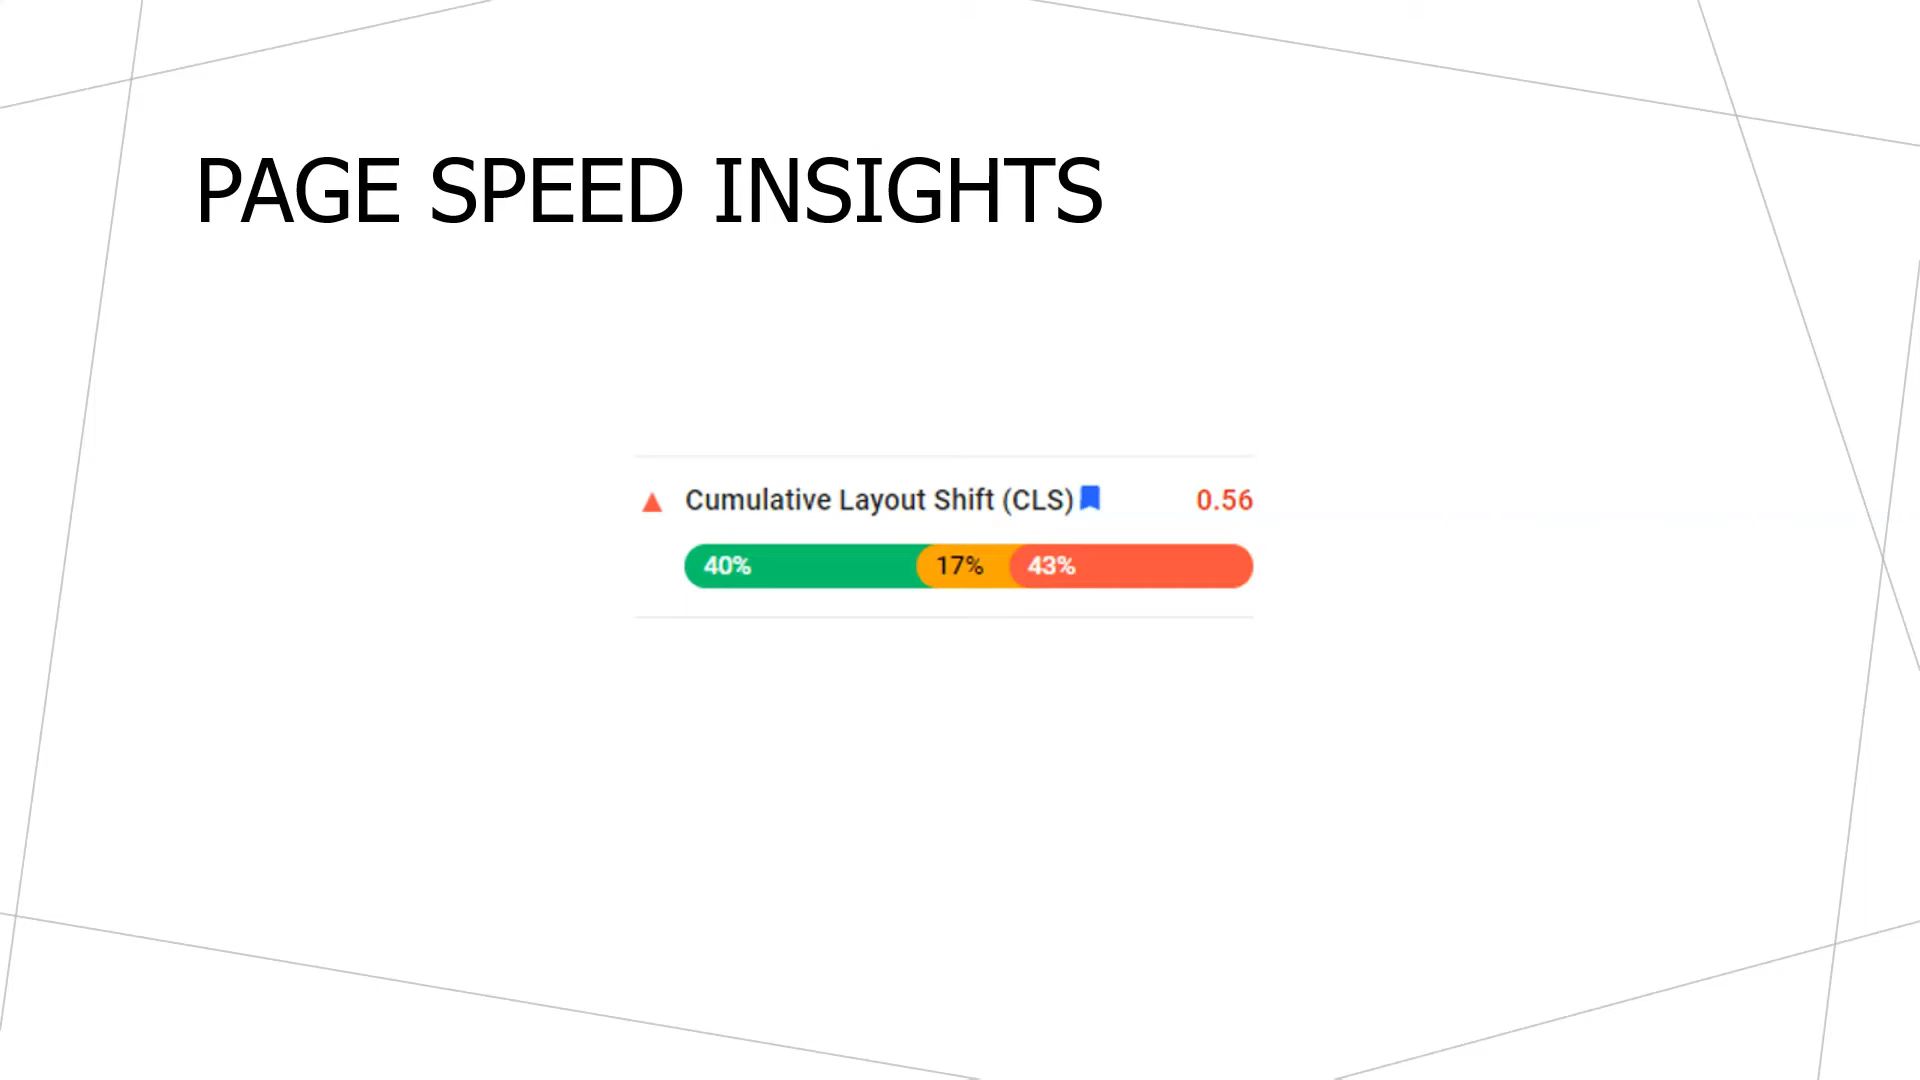 PAGE SPEED INSIGHTS
Cumulative Layout Shift (CLS) 0.56
40% 17% 43%